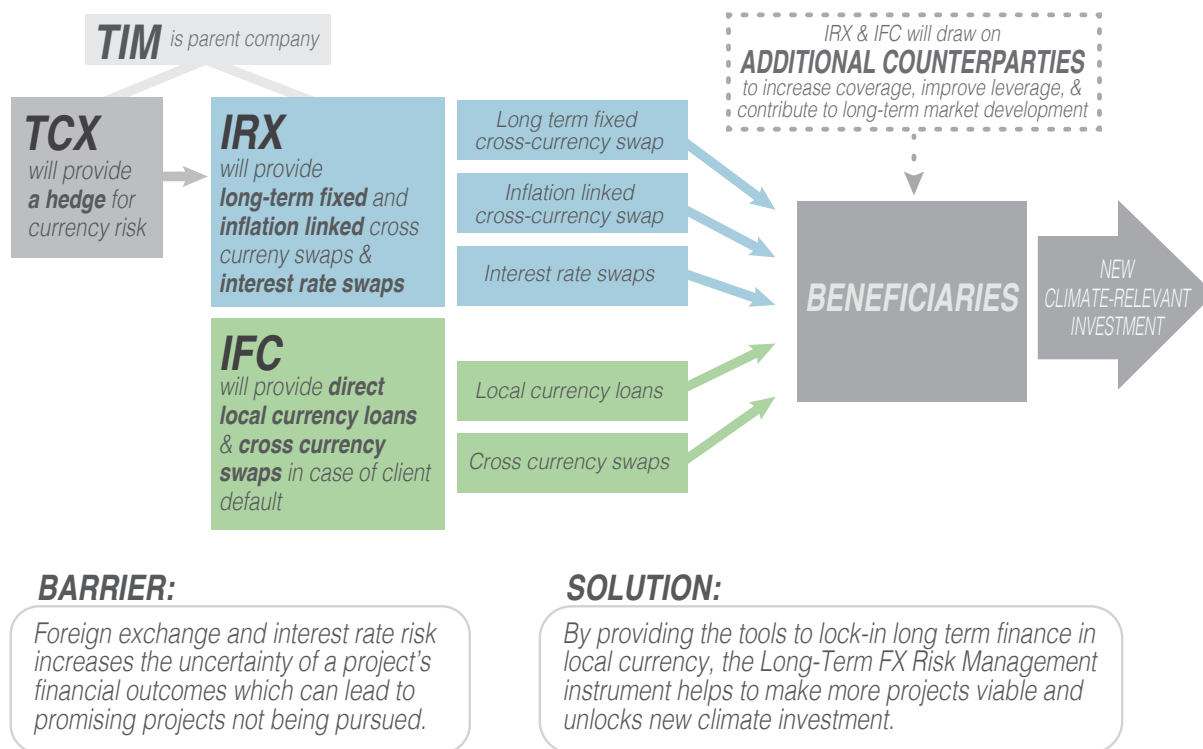 TIM is parent company
TCX
will provide
a hedge for
currency risk
IRX
will provide
long-term fixed and
inflation linked cross
curreny swaps &
interest rate swaps
IFC
will provide direct
local currency loans
& cross currency
swaps in case of client
default
Long term fixed
cross-currency swap
Inflation linked
cross-currency swap
Interest rate swaps
Local currency loans
Cross currency swaps
IRX & IFC will draw on
ADDITIONAL COUNTERPARTIES
to increase coverage, improve leverage, &
contribute to long-term market development
BENEFICIARIES
NEW
CLIMATE-RELEVANT
INVESTMENT
BARRIER:
Foreign exchange and interest rate risk
increases the uncertainty of a project's
financial outcomes which can lead to
promising projects not being pursued.
SOLUTION:
By providing the tools to lock-in long term finance in
local currency, the Long-Term FX Risk Management
instrument helps to make more projects viable and
unlocks new climate investment.